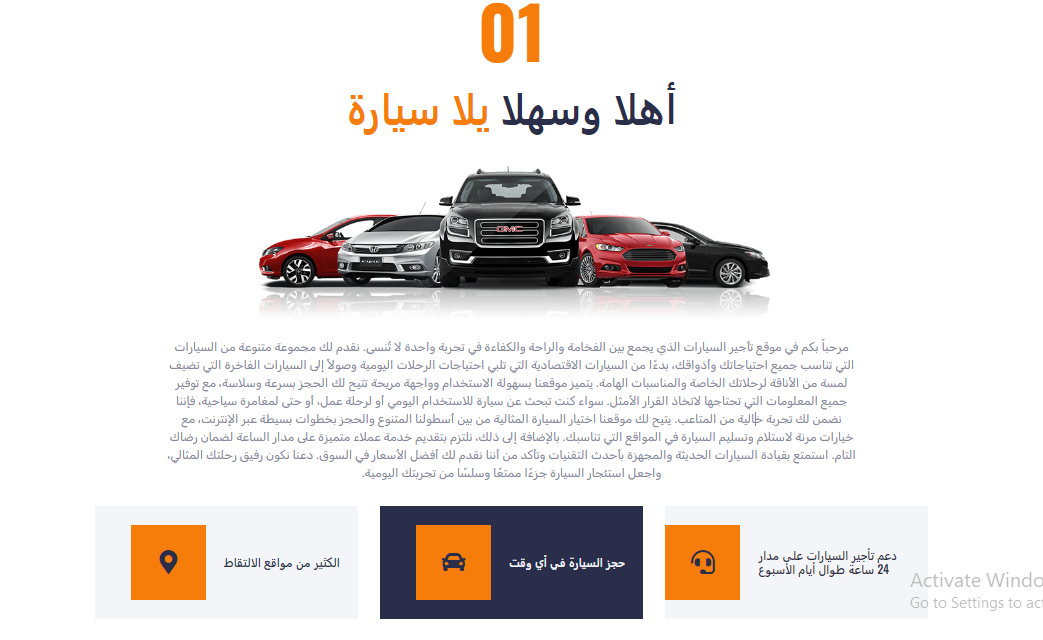 01
أهلا وسهلا يلا سيارة
GMC
CIVIC
مرحباً بكم في موقع تأجير السيارات الذي يجمع بين الفخامة والراحة والكفاءة في تجربة واحدة لا تُنسى. نقدم لك مجموعة متنوعة من السيارات
التي تناسب جميع احتياجاتك وأذواقك، بدءًا من السيارات الاقتصادية التي تلبي احتياجات الرحلات اليومية وصولاً إلى السيارات الفاخرة التي تضيف
لمسة من الأناقة لرحلاتك الخاصة والمناسبات الهامة. يتميز موقعنا بسهولة الاستخدام وواجهة مريحة تتيح لك الحجز بسرعة وسلاسة، مع توفير
جميع المعلومات التي تحتاجها لاتخاذ القرار الأمثل. سواء كنت تبحث عن سيارة للاستخدام اليومي أو لرحلة عمل، أو حتى لمغامرة سياحية، فإننا
نضمن لك تجربة خالية من المتاعب. يتيح لك موقعنا اختيار السيارة المثالية من بين أسطولنا المتنوع والحجز بخطوات بسيطة عبر الإنترنت، مع
خيارات مرنة لاستلام وتسليم السيارة في المواقع التي تناسبك. بالإضافة إلى ذلك، نلتزم بتقديم خدمة عملاء متميزة على مدار الساعة لضمان رضاك
التام. استمتع بقيادة السيارات الحديثة والمجهزة بأحدث التقنيات وتأكد من أننا نقدم لك أفضل الأسعار في السوق. دعنا نكون رفيق رحلتك المثالي،
واجعل استئجار السيارة جزءًا ممتعًا وسلسًا من تجربتك اليومية.
دعم تأجير السيارات على مدار
24 ساعة طوال أيام الأسبوع
حجز السيارة في أي وقت
الكثير من مواقع الالتقاط
Activate Windo
Go to Settings to act